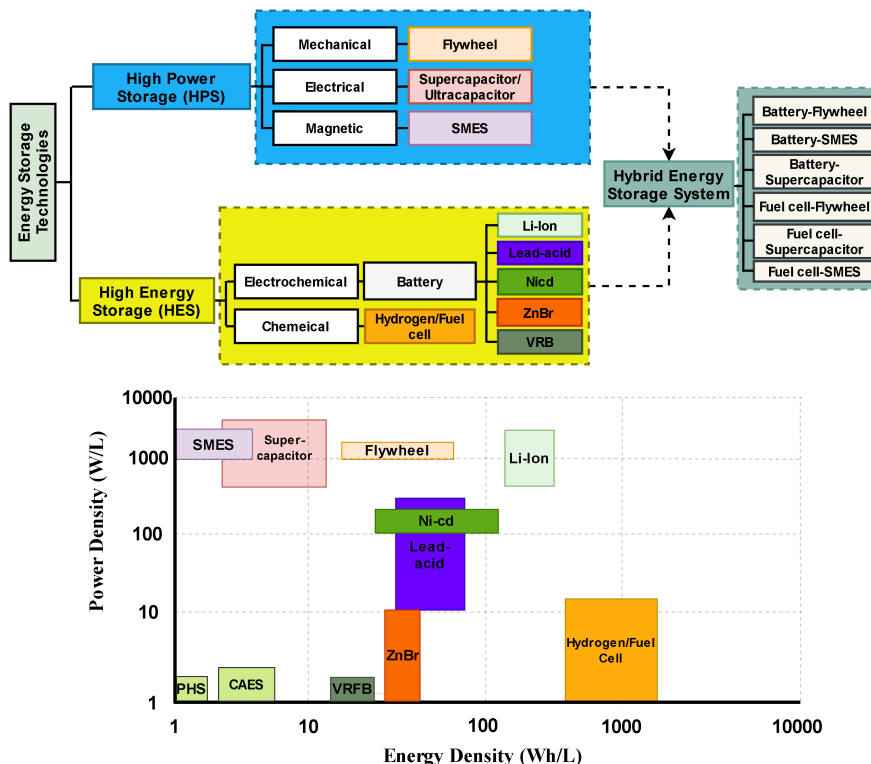 Energy Storage
Technologies
High Power
Storage (HPS)
Mechanical
Flywheel
Electrical
Supercapacitor/
Ultracapacitor
Magnetic
SMES
High Energy
Storage (HES)
Electrochemical
Battery
Chemeical
Hydrogen/Fuel
cell
Li-Ion
Lead-acid
Nicd
ZnBr
VRB
Hybrid Energy
Storage System
Battery-Flywheel
Battery-SMES
Battery-
Supercapacitor
Fuel cell-Flywheel
Fuel cell-
Supercapacitor
Fuel cell-SMES
Power Density (W/L)
10000
1000
100
10
1
SMES
Super-
capacitor
Flywheel
Li-Ion
Ni-cd
Lead-
acid
ZnBr
Hydrogen/Fuel
Cell
PHS
CAES
VRFB
1
10
100
1000
10000
Energy Density (Wh/L)